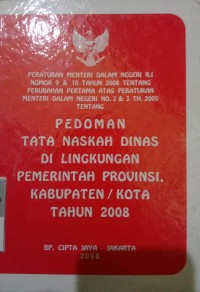 PERATURAN MENTERI DALAM NEGERI R.I
NOMOR 9 & 10 TAHUN 2008 TENTANG
PERUBAHAN PERTAMA ATAS PERATURAN
MENTERI DALAM NEGERI NO. 2 & 3 TH. 2005
TENTANG
PEDOMAN
TATA NASKAH DINAS
DI LINGKUNGAN
PEMERINTAH PROVINSI,
KABUPATEN / KOTA
TAHUN 2008
BP. CIPTA JAYA - JAKARTA
2008